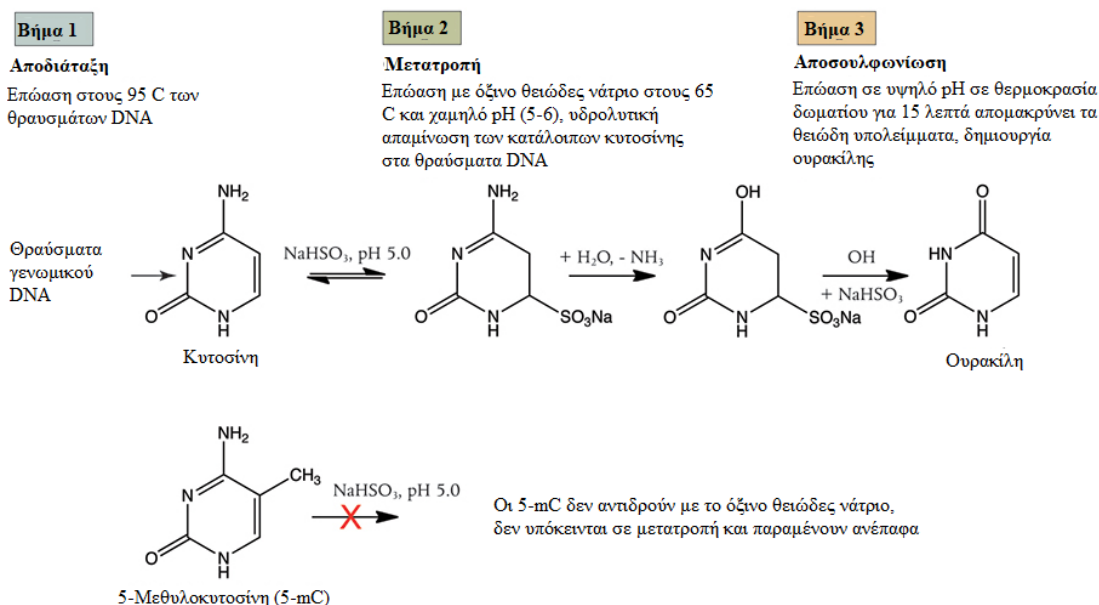 Βήμα 1
Αποδιάταξη
Επώαση στους 95 C των
θραυσμάτων DNA
Βήμα 2
Μετατροπή
Επώαση με όξινο θειώδες νάτριο στους 65
C και χαμηλό pH (5-6), υδρολυτική
απαμίνωση των κατάλοιπων κυτοσίνης
στα θραύσματα DNA
Βήμα 3
Αποσουλφωνίωση
Επώαση σε υψηλό pH σε θερμοκρασία
δωματίου για 15 λεπτά απομακρύνει τα
θειώδη υπολείμματα, δημιουργία
ουρακίλης
Θραύσματα
γενωμικού
DNA
NH₂
N
O
N
H
Κυτοσίνη
NaHSO₃, pH 5.0
NH₂
N
O
N
H
SO₃Na
+ H₂O, - NH₃
OH
N
O
N
H
SO₃Na
OH
+ NaHSO₃
O
HN
O
N
H
Ουρακίλη
NH₂
CH₃
N
O
N
H
5-Μεθυλοκυτοσίνη (5-mC)
NaHSO₃, pH 5.0
X
Οι 5-mC δεν αντιδρούν με το όξινο θειώδες νάτριο,
δεν υπόκεινται σε μετατροπή και παραμένουν ανέπαφα